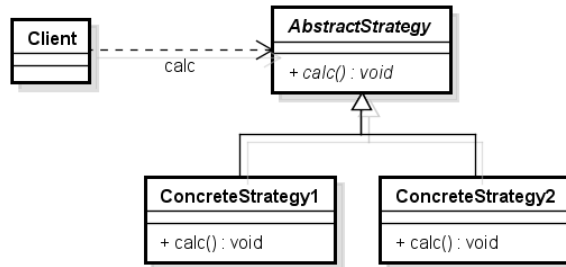 AbstractStrategy
Client
calc
+ calc() : void
ConcreteStrategy1
ConcreteStrategy2
+ calc() : void
+ calc() : void